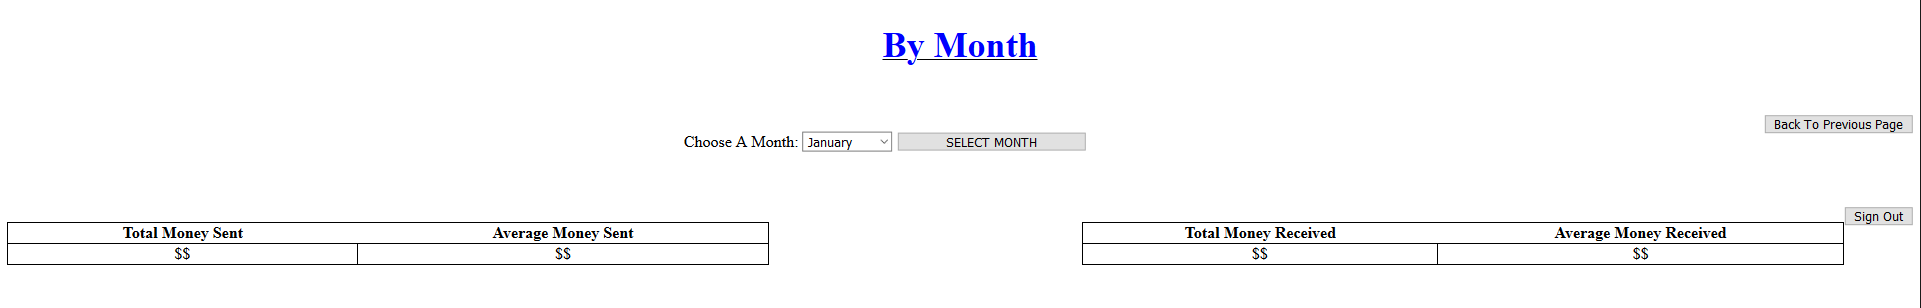 By Month
Back To Previous Page
Choose A Month: January SELECT MONTH
Sign Out
Total Money Sent Average Money Sent
$$ $$
Total Money Received Average Money Received
$$ $$